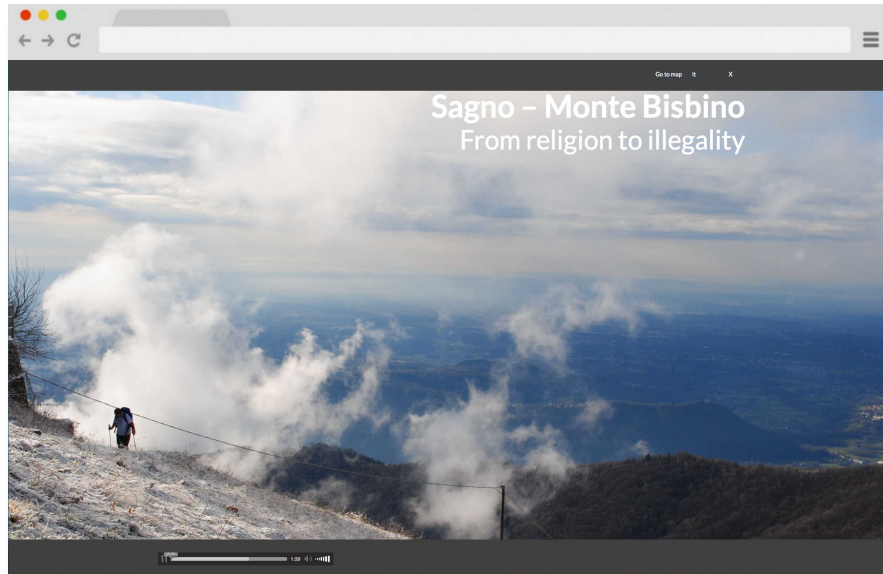 Go to map It X
Sagno – Monte Bisbino
From religion to illegality